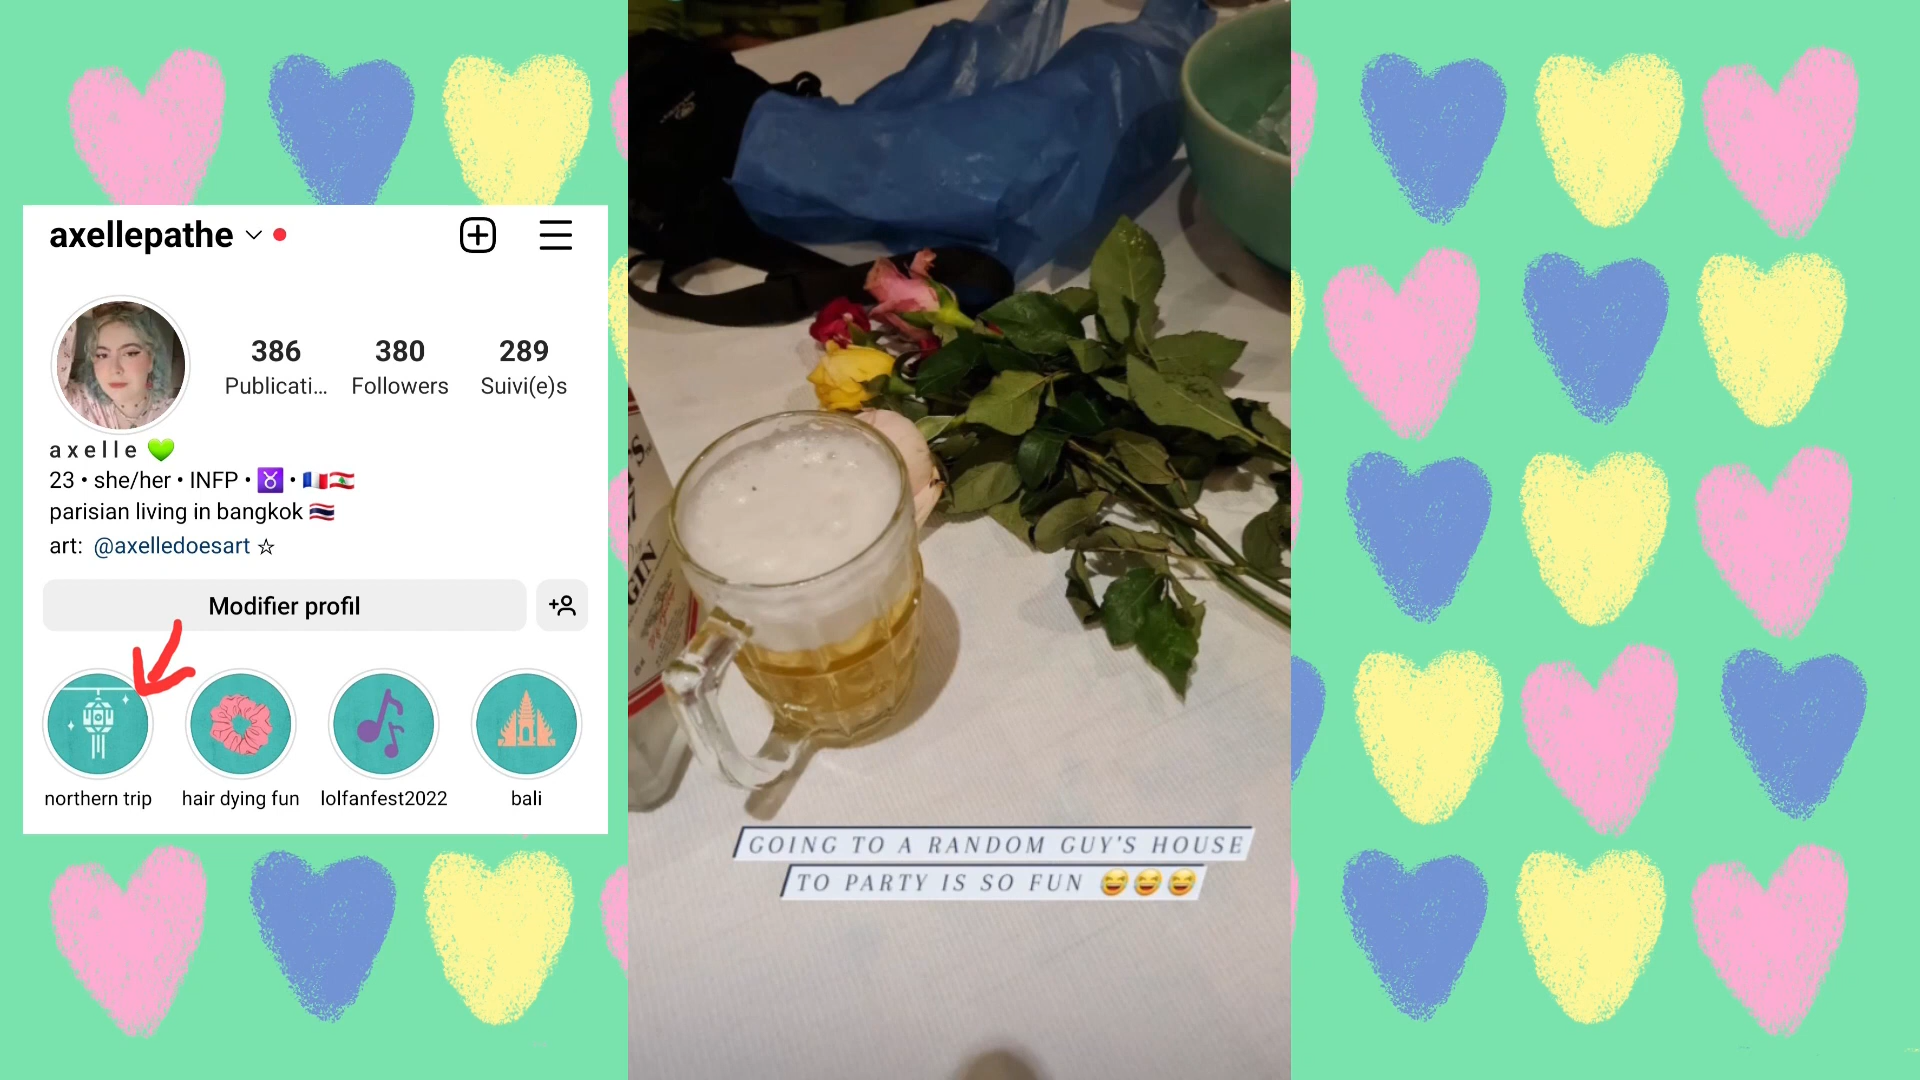 axellepathe
386
380
289
Publicati...
Followers
Suivi(e)s
axelle 💚
23 • she/her • INFP • ♉ • 🇫🇷🇱🇧
parisian living in bangkok 🇹🇭
art: @axelledoesart ☆
Modifier profil
northern trip
hair dying fun
lolfanfest2022
bali
GIN
GOING TO A RANDOM GUY'S HOUSE
TO PARTY IS SO FUN 😆😆😆